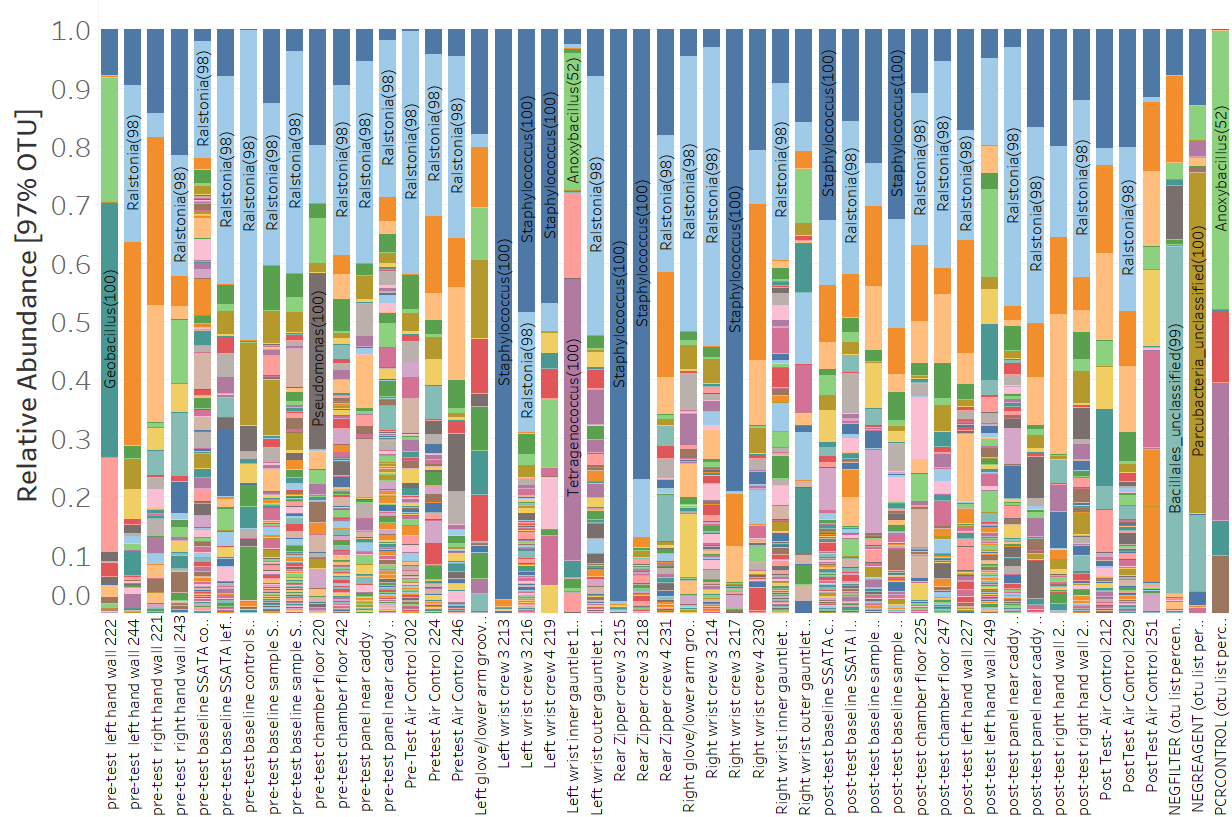 Relative Abundance [97% OTU]
1.0
0.9
0.8
0.7
0.6
0.5
0.4
0.3
0.2
0.1
0.0
Geobacillus(100)
Ralstonia(98)
Ralstonia(98)
Ralstonia(98)
Ralstonia(98)
Ralstonia(98)
Ralstonia(98)
Ralstonia(98)
Pseudomonas(100)
Ralstonia(98)
Ralstonia(98)
Ralstonia(98)
Ralstonia(98)
Ralstonia(98)
Ralstonia(98)
Staphylococcus(100)
Staphylococcus(100)
Ralstonia(98)
Staphylococcus(100)
Anoxybacillus(52)
Tetragenococcus(100)
Ralstonia(98)
Staphylococcus(100)
Staphylococcus(100)
Ralstonia(98)
Ralstonia(98)
Ralstonia(98)
Staphylococcus(100)
Ralstonia(98)
Staphylococcus(100)
Ralstonia(98)
Staphylococcus(100)
Ralstonia(98)
Ralstonia(98)
Ralstonia(98)
Ralstonia(98)
Ralstonia(98)
Ralstonia(98)
Ralstonia(98)
Bacillales_unclassified(99)
Parcubacteria_unclassified(100)
Anoxybacillus(52)
pre-test left hand wall 222
pre-test left hand wall 244
pre-test right hand wall 221
pre-test right hand wall 243
pre-test baseline SSATA co..
pre-test baseline SSATA lef..
pre-test baseline control s..
pre-test baseline sample S..
pre-test baseline sample S..
pre-test chamber floor 220
pre-test chamber floor 242
pre-test panel near caddy ..
pre-test panel near caddy ..
Pre-Test Air Control 202
Pretest Air Control 224
Pretest Air Control 246
Left glove/lower arm groov..
Left wrist crew 3 213
Left wrist crew 3 216
Left wrist crew 4 219
Left wrist inner gauntlet 1..
Left wrist outer gauntlet 1..
Rear Zipper crew 3 215
Rear Zipper crew 3 218
Rear Zipper crew 4 231
Right glove/lower arm gro..
Right wrist crew 3 214
Right wrist crew 3 217
Right wrist crew 4 230
Right wrist inner gauntlet ..
Right wrist outer gauntlet ..
post-test baseline SSATA c..
post-test baseline SSATA l..
post-test baseline sample ..
post-test baseline sample ..
post-test chamber floor 225
post-test chamber floor 247
post-test left hand wall 227
post-test left hand wall 249
post-test panel near caddy ..
post-test panel near caddy ..
post-test right hand wall 2..
post-test right hand wall 2..
Post Test- Air Control 212
PostTest Air Control 229
PostTest Air Control 251
NEGFILTER (otu list percen..
NEGREAGENT (otu list per..
PCRCONTROL (otu list perc..